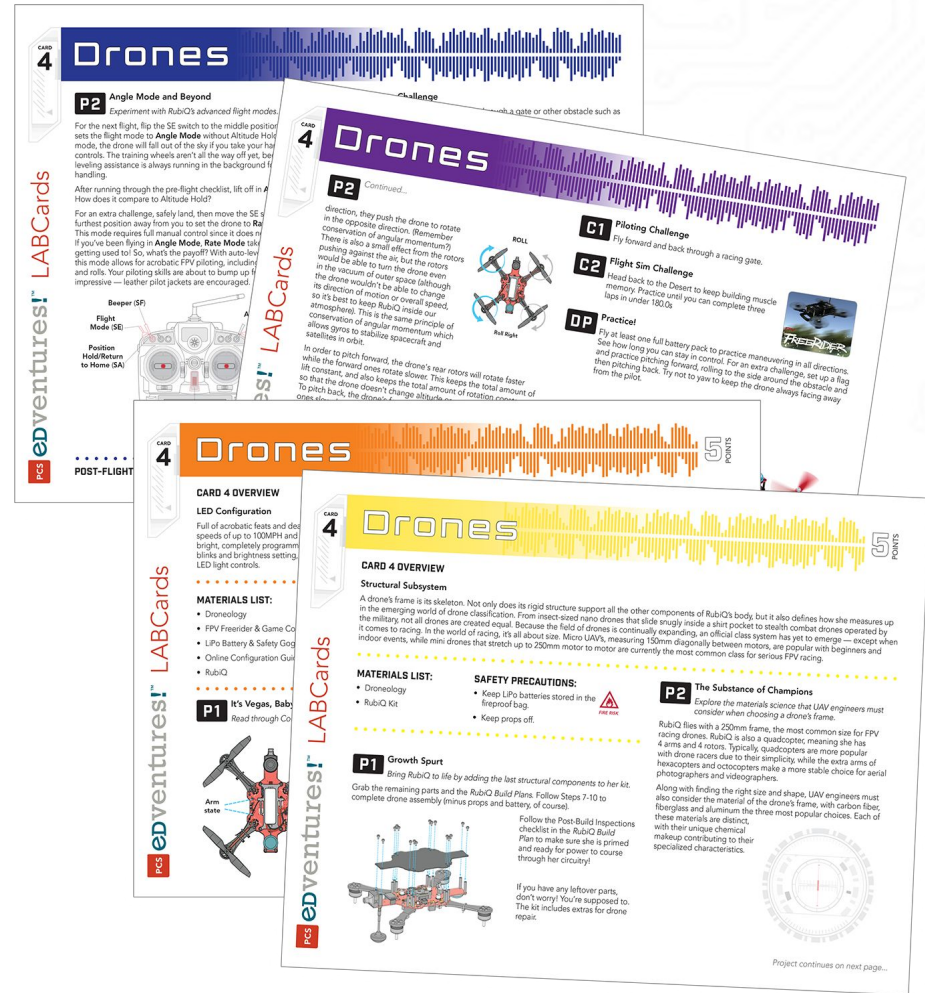 CARD
4
Drones
P2
Angle Mode and Beyond
Experiment with RubiQ's advanced flight modes.
For the next flight, flip the SE switch to the middle position
sets the flight mode to Angle Mode without Altitude Hold
mode, the drone will fall out of the sky if you take your
controls. The training wheels aren't all the way off yet,
leveling assistance is always running in the background
handling.
After running through the pre-flight checklist, lift off in
How does it compare to Altitude Hold?
For an extra challenge, safely land, then move the SE
furthest position away from you to set the drone to
This mode requires full manual control since it does
If you've been flying in Angle Mode, Rate Mode
getting used to! So, what's the payoff? With
this mode allows for acrobatic FPV piloting, including
and rolls. Your piloting skills are about to bump up
impressive — leather pilot jackets are encouraged.
Challenge
a gate or other obstacle such as
Beeper (SF)
Flight
Mode (SE)
Position
Hold/Return
to Home (SA)
POST-FLIGHT
PCS eDventures!™ LABCards
CARD
4
Drones
P2
Continued...
direction, they push the drone to rotate
in the opposite direction. (Remember
conservation of angular momentum?)
There is also a small effect from the rotors
pushing against the air, but the rotors
would be able to turn the drone even
in the vacuum of outer space (although
the drone wouldn't be able to change
its direction of motion or overall speed,
so it's best to keep RubiQ inside our
atmosphere). This is the same principle of
conservation of angular momentum which
allows gyros to stabilize spacecraft and
satellites in orbit.
In order to pitch forward, the drone's rear rotors will rotate faster
while the forward ones rotate slower. This keeps the total amount of
lift constant, and also keeps the total amount of rotation
so that the drone doesn't change altitude
To pitch back, the drone's
ROLL
Roll Right
C1
Piloting Challenge
Fly forward and back through a racing gate.
C2
Flight Sim Challenge
Head back to the Desert to keep building muscle
memory. Practice until you can complete three
laps in under 180.0s
FREERIDER
DP
Practice!
Fly at least one full battery pack to practice maneuvering in all directions.
See how long you can stay in control. For an extra challenge, set up a flag
and practice pitching forward, rolling to the side around the obstacle and
then pitching back. Try not to yaw to keep the drone always facing away
from the pilot.
LABCards
CARD
4
Drones
5
POINTS
CARD 4 OVERVIEW
LED Configuration
Full of acrobatic feats and
speeds of up to 100MPH and
bright, completely
blinks and brightness setting,
LED light controls.
MATERIALS LIST:
• Droneology
• FPV Freerider & Game
• LiPo Battery & Safety
• Online Configuration
• RubiQ
P1
It's Vegas,
Read through
Arm
state
PCS eDventures!™ LABCards
CARD
4
Drones
5
POINTS
CARD 4 OVERVIEW
Structural Subsystem
A drone's frame is its skeleton. Not only does its rigid structure support all the other components of RubiQ's body, but it also defines how she measures up
in the emerging world of drone classification. From insect-sized nano drones that slide snugly inside a shirt pocket to stealth combat drones operated by
the military, not all drones are created equal. Because the field of drones is continually expanding, an official class system has yet to emerge — except when
it comes to racing. In the world of racing, it's all about size. Micro UAV's, measuring 150mm diagonally between motors, are popular with beginners and
indoor events, while mini drones that stretch up to 250mm motor to motor are currently the most common class for serious FPV racing.
MATERIALS LIST:
• Droneology
• RubiQ Kit
SAFETY PRECAUTIONS:
• Keep LiPo batteries stored in the
fireproof bag.
• Keep props off.
FIRE RISK
P1
Growth Spurt
Bring RubiQ to life by adding the last structural components to her kit.
Grab the remaining parts and the RubiQ Build Plans. Follow Steps 7-10 to
complete drone assembly (minus props and battery, of course).
Follow the Post-Build Inspections
checklist in the RubiQ Build
Plan to make sure she is primed
and ready for power to course
through her circuitry!
If you have any leftover parts,
don't worry! You're supposed to.
The kit includes extras for drone
repair.
P2
The Substance of Champions
Explore the materials science that UAV engineers must
consider when choosing a drone's frame.
RubiQ flies with a 250mm frame, the most common size for FPV
racing drones. RubiQ is also a quadcopter, meaning she has
4 arms and 4 rotors. Typically, quadcopters are more popular
with drone racers due to their simplicity, while the extra arms of
hexacopters and octocopters make a more stable choice for aerial
photographers and videographers.
Along with finding the right size and shape, UAV engineers must
also consider the material of the drone's frame, with carbon fiber,
fiberglass and aluminum the three most popular choices. Each of
these materials are distinct,
with their unique chemical
makeup contributing to their
specialized characteristics.
Project continues on next page...
PCS eDventures!™ LABCards